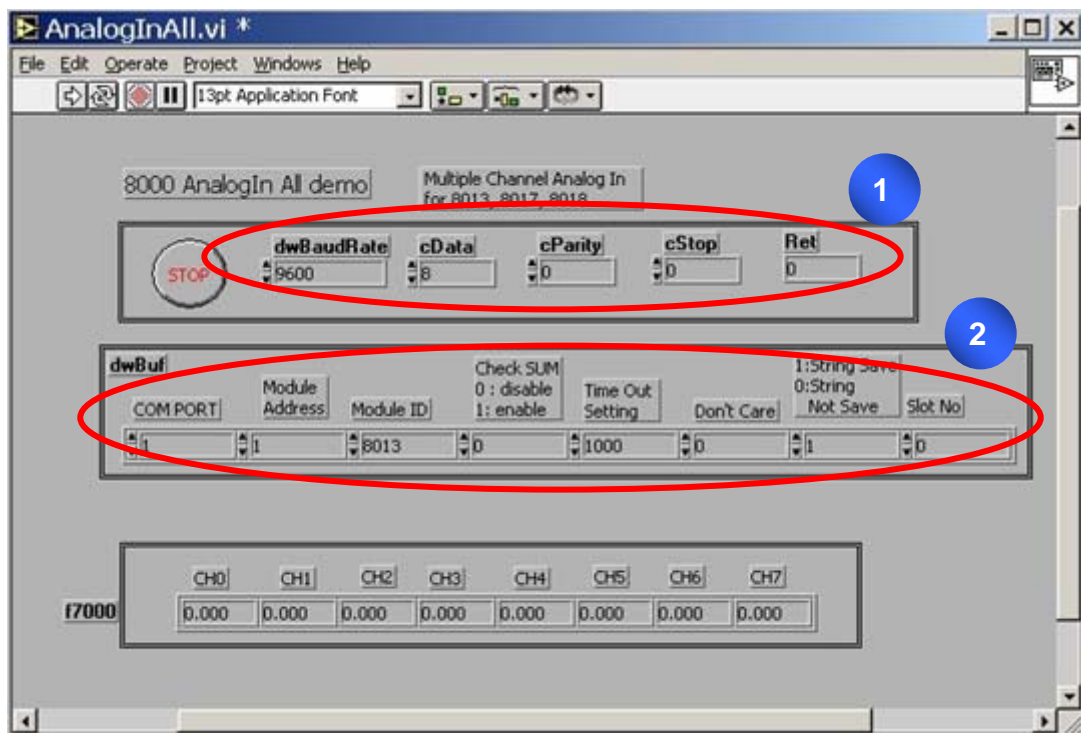 AnalogInAll.vi *
File Edit Operate Project Windows Help
13pt Application Font
8000 AnalogIn All demo
Multiple Channel Analog In
for 8013, 8017, 8018
1
STOP
dwBaudRate cData cParity cStop Ret
9600 8 0 0 0
2
dwBuf
COM PORT
Module
Address
Module ID
Check SUM
0 : disable
1: enable
Time Out
Setting
Don't Care
1:String Save
0:String
Not Save
Slot No
1 1 8013 0 1000 0 1 0
CH0 CH1 CH2 CH3 CH4 CH5 CH6 CH7
f7000
0.000 0.000 0.000 0.000 0.000 0.000 0.000 0.000